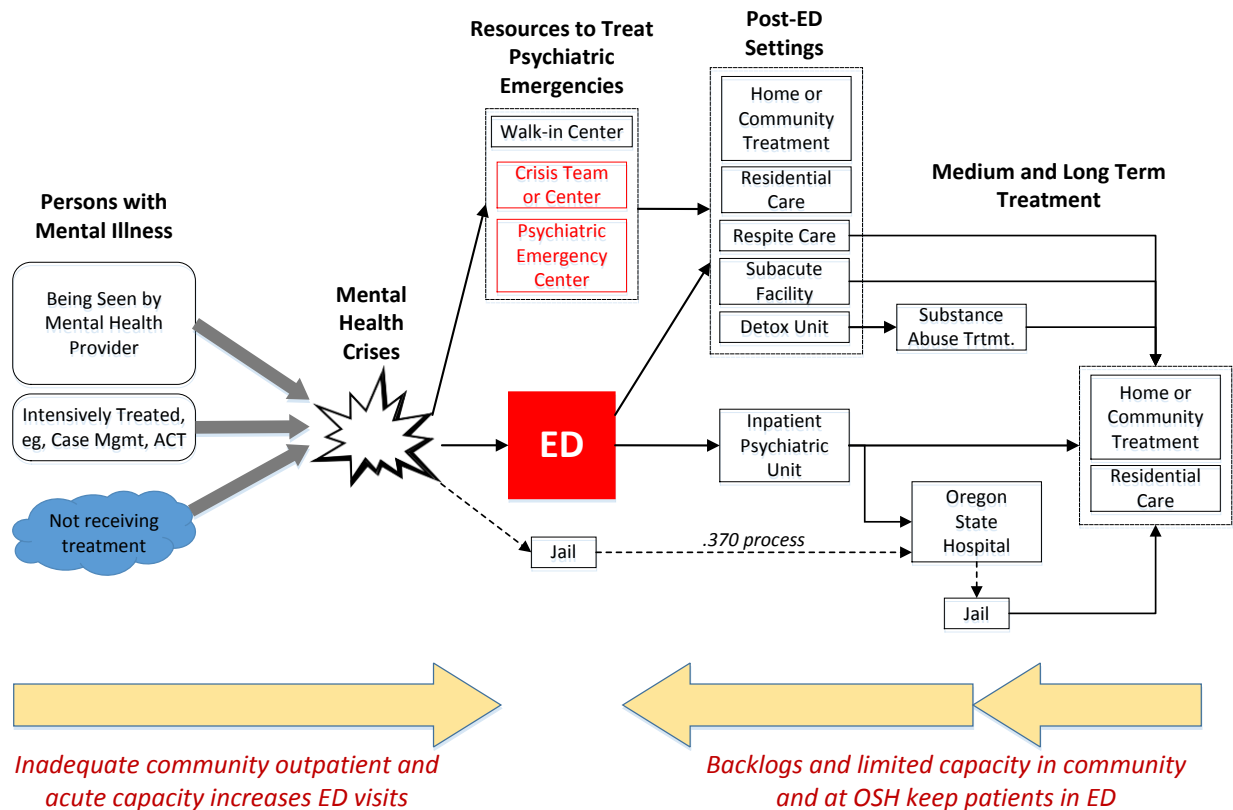 Persons with
Mental Illness
Being Seen by
Mental Health
Provider
Intensively Treated,
eg, Case Mgmt, ACT
Not receiving
treatment
Mental
Health
Crises
Resources to Treat
Psychiatric
Emergencies
Walk-in Center
Crisis Team
or Center
Psychiatric
Emergency
Center
ED
Jail
.370 process
Post-ED
Settings
Home or
Community
Treatment
Residential
Care
Respite Care
Subacute
Facility
Detox Unit
Substance
Abuse Trtmt.
Inpatient
Psychiatric
Unit
Oregon
State
Hospital
Jail
Medium and Long Term
Treatment
Home or
Community
Treatment
Residential
Care
Inadequate community outpatient and
acute capacity increases ED visits
Backlogs and limited capacity in community
and at OSH keep patients in ED